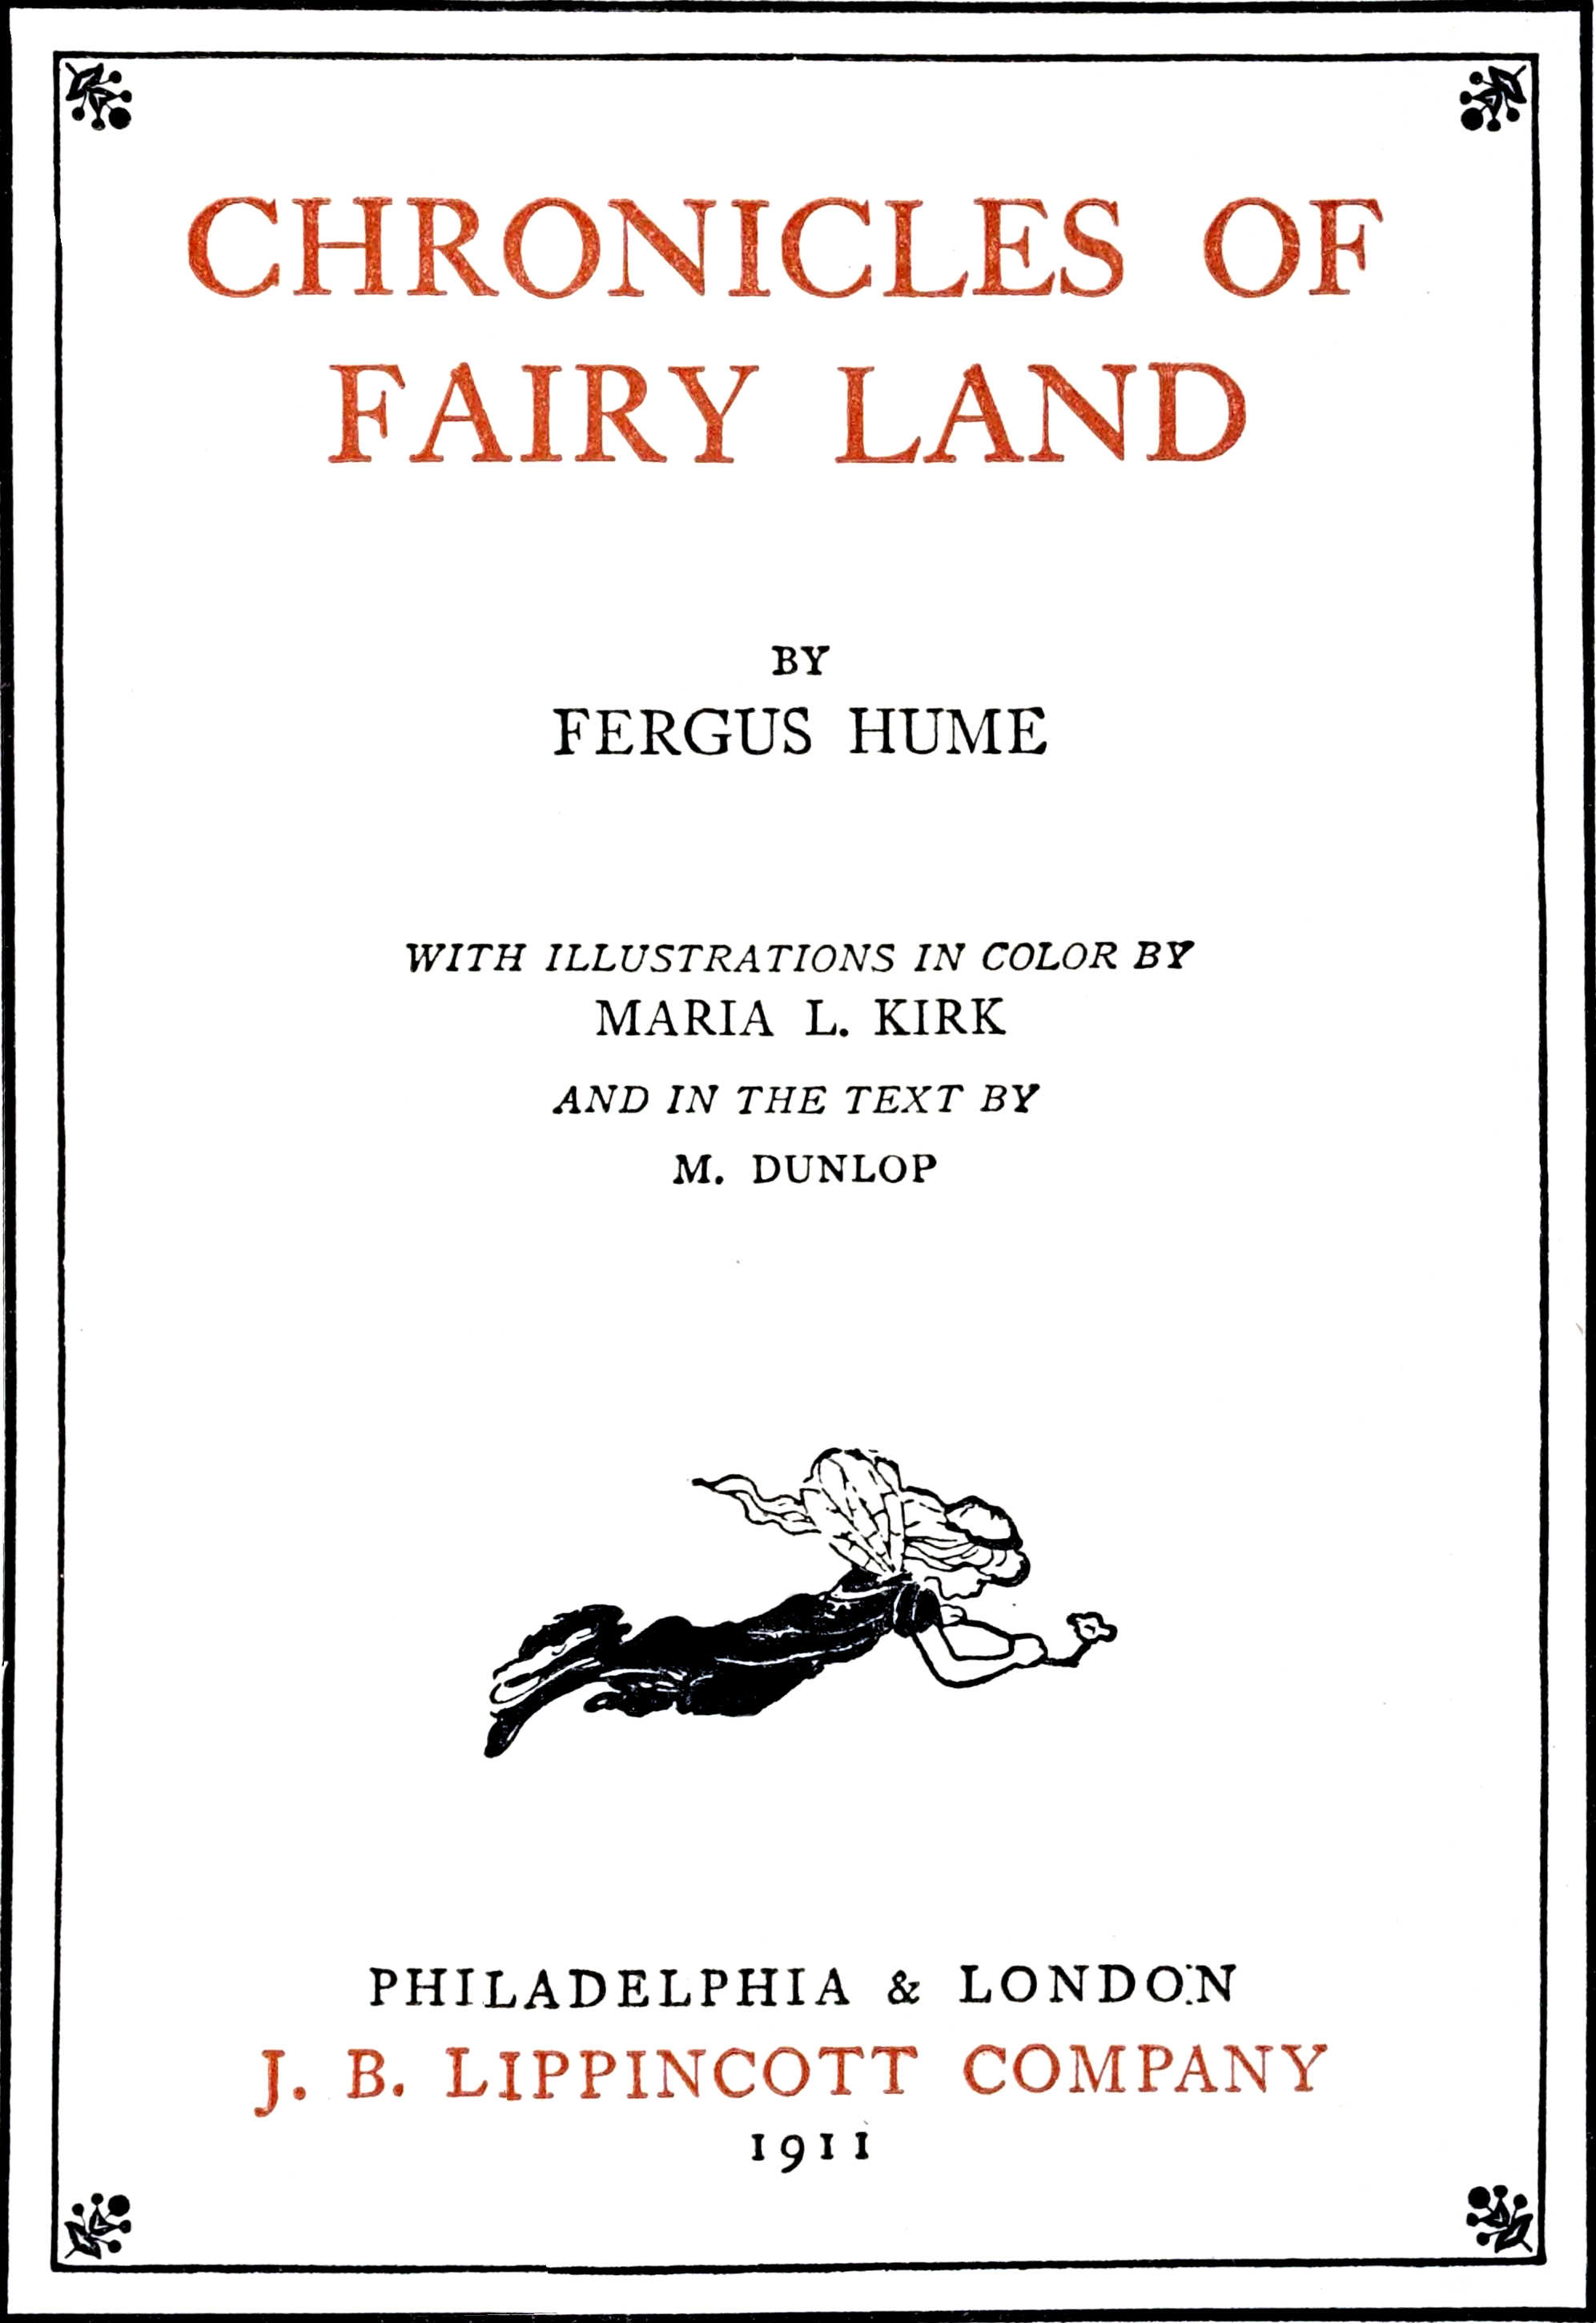 CHRONICLES OF
FAIRY LAND
BY
FERGUS HUME
WITH ILLUSTRATIONS IN COLOR BY
MARIA L. KIRK
AND IN THE TEXT BY
M. DUNLOP
PHILADELPHIA & LONDON
J. B. LIPPINCOTT COMPANY
1911